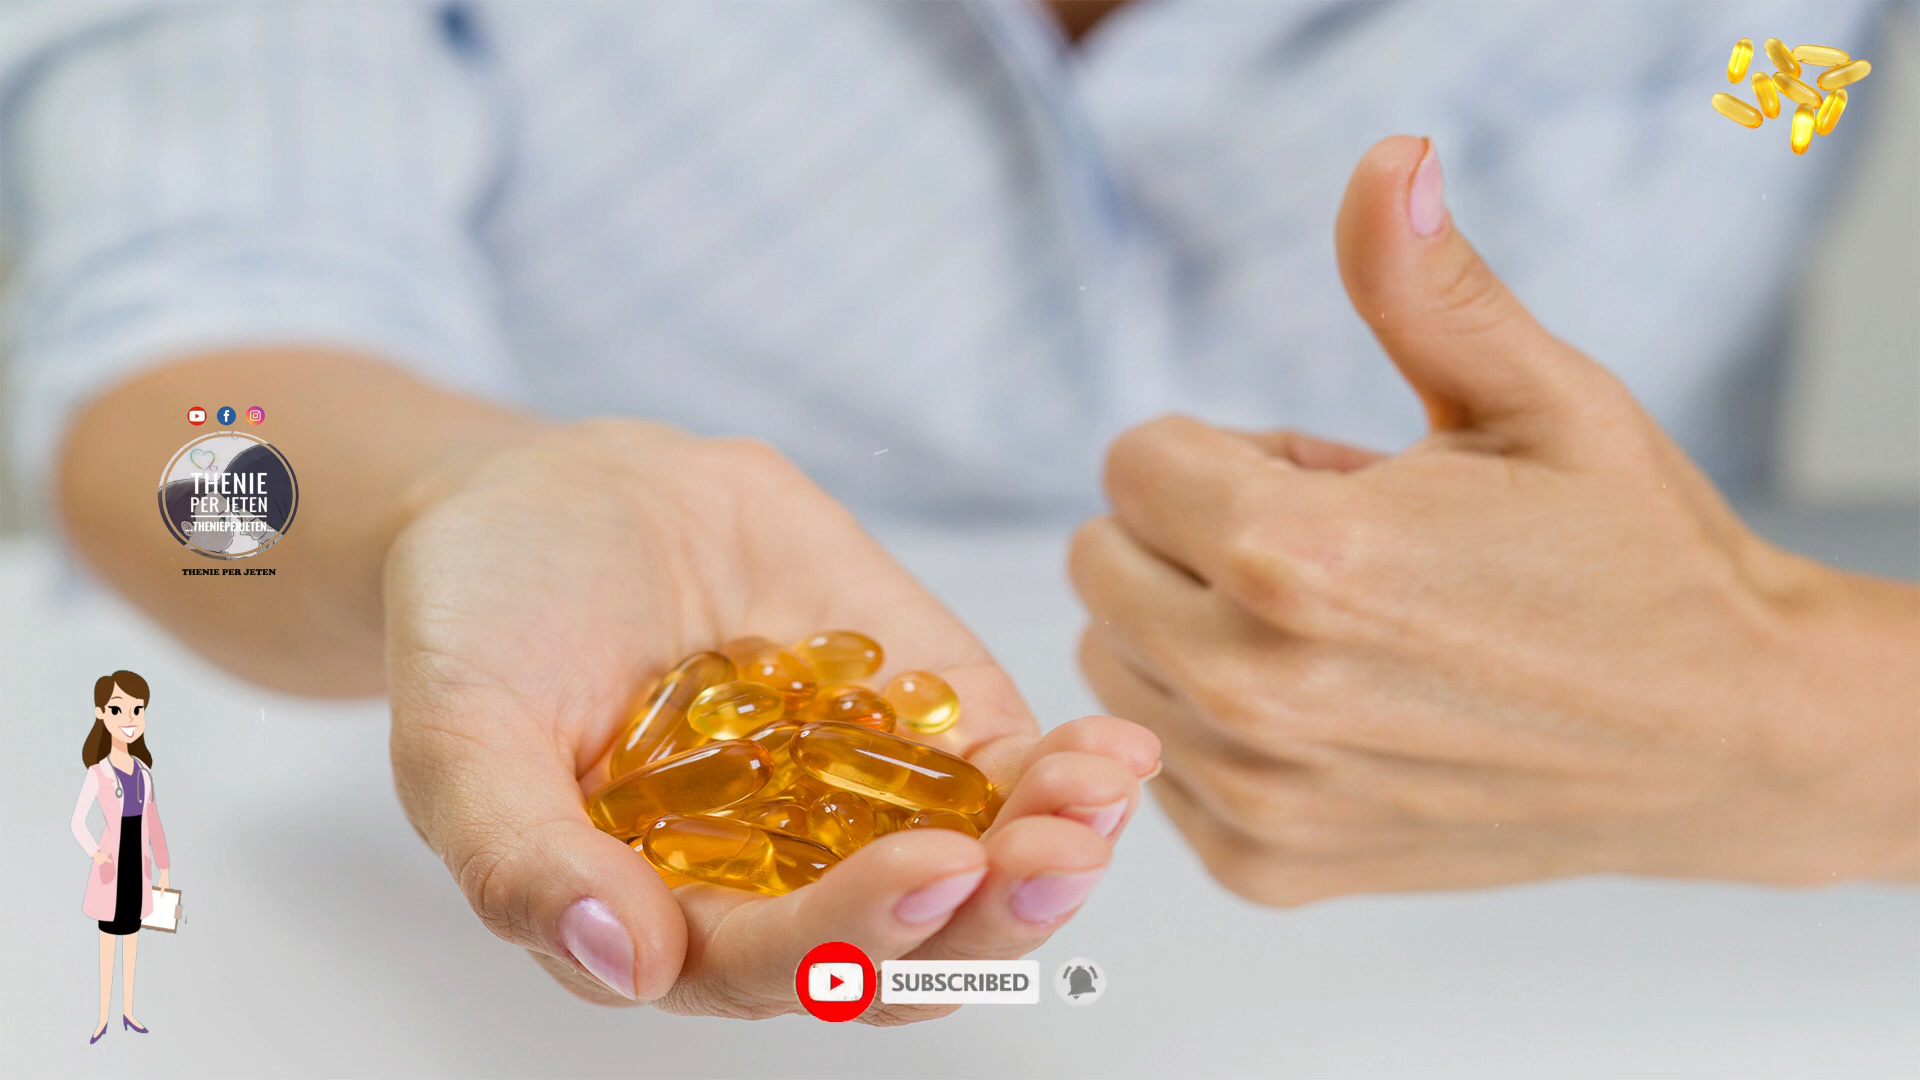 THENIE
PER JETEN
...THENIEPERJETEN...
THENIE PER JETEN
SUBSCRIBED